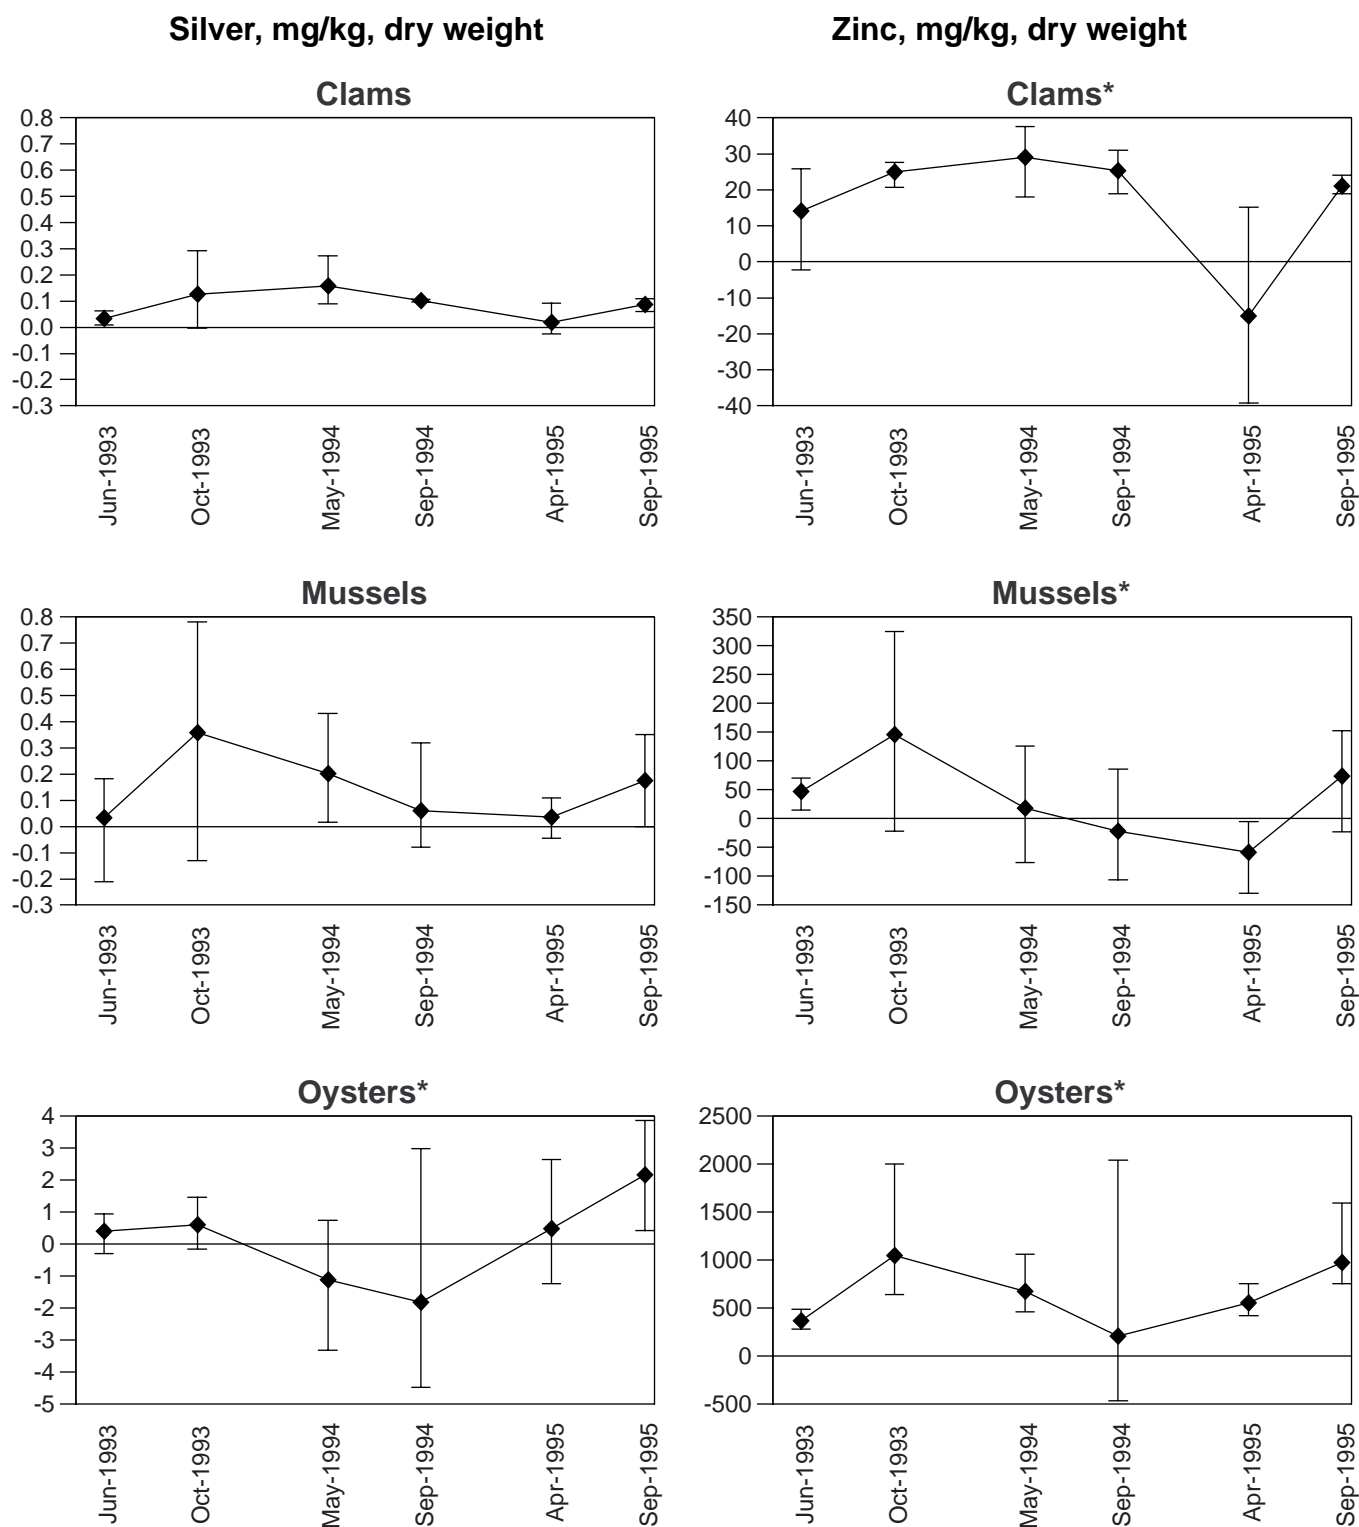 Silver, mg/kg, dry weight
Zinc, mg/kg, dry weight
Clams
0.8
0.7
0.6
0.5
0.4
0.3
0.2
0.1
0.0
-0.1
-0.2
-0.3
Jun-1993
Oct-1993
May-1994
Sep-1994
Apr-1995
Sep-1995
Clams*
40
30
20
10
0
-10
-20
-30
-40
Jun-1993
Oct-1993
May-1994
Sep-1994
Apr-1995
Sep-1995
Mussels
0.8
0.7
0.6
0.5
0.4
0.3
0.2
0.1
0.0
-0.1
-0.2
-0.3
Jun-1993
Oct-1993
May-1994
Sep-1994
Apr-1995
Sep-1995
Mussels*
350
300
250
200
150
100
50
0
-50
-100
-150
Jun-1993
Oct-1993
May-1994
Sep-1994
Apr-1995
Sep-1995
Oysters*
4
3
2
1
0
-1
-2
-3
-4
-5
Jun-1993
Oct-1993
May-1994
Sep-1994
Apr-1995
Sep-1995
Oysters*
2500
2000
1500
1000
500
0
-500
Jun-1993
Oct-1993
May-1994
Sep-1994
Apr-1995
Sep-1995